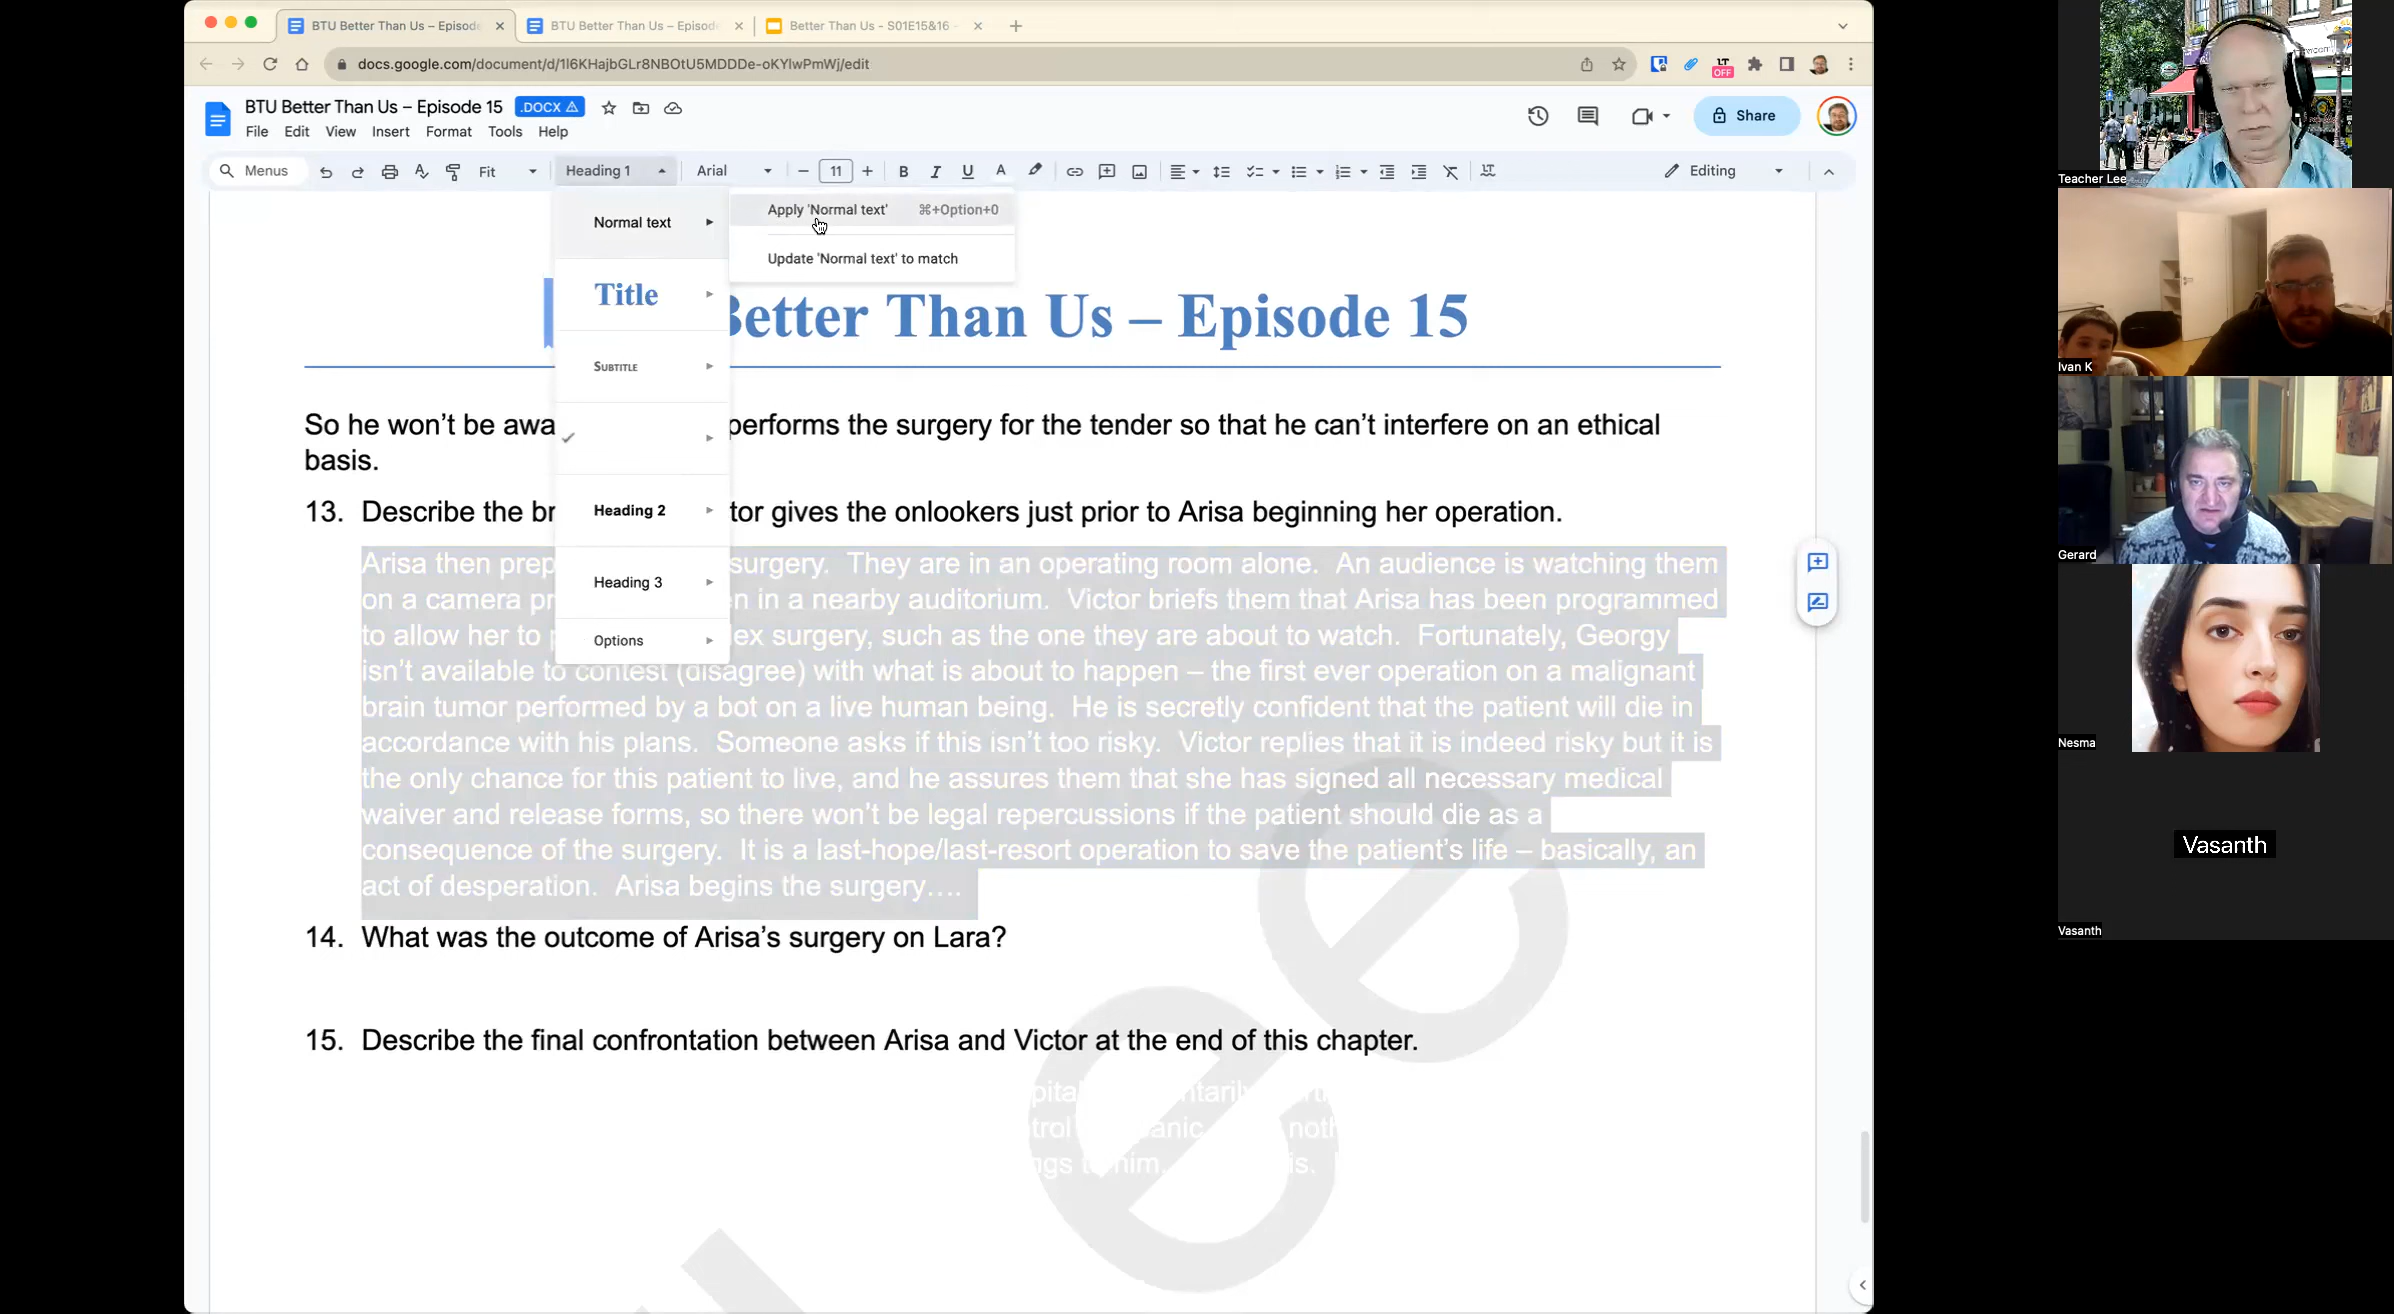 BTU Better Than Us – Episode
BTU Better Than Us – Episod
Better Than Us - S01E15&16
docs.google.com/document/d/1I6KHajbGLr8NBOtU5MDDDe-oKYlwPmWj/edit
OFF
BTU Better Than Us – Episode 15 .DOCX
File Edit View Insert Format Tools Help
Share
Menus Fit Heading 1 Arial 11 Editing
Normal text
Apply 'Normal text' ⌘+Option+0
Update 'Normal text' to match
Title
Subtitle
Heading 2
Heading 3
Options
Better Than Us – Episode 15
So he won’t be awa performs the surgery for the tender so that he can’t interfere on an ethical
basis.
13. Describe the br tor gives the onlookers just prior to Arisa beginning her operation.
Arisa then prep surgery. They are in an operating room alone. An audience is watching them
on a camera pr n in a nearby auditorium. Victor briefs them that Arisa has been programmed
to allow her to p lex surgery, such as the one they are about to watch. Fortunately, Georgy
isn’t available to contest (disagree) with what is about to happen – the first ever operation on a malignant
brain tumor performed by a bot on a live human being. He is secretly confident that the patient will die in
accordance with his plans. Someone asks if this isn’t too risky. Victor replies that it is indeed risky but it is
the only chance for this patient to live, and he assures them that she has signed all necessary medical
waiver and release forms, so there won’t be legal repercussions if the patient should die as a
consequence of the surgery. It is a last-hope/last-resort operation to save the patient’s life – basically, an
act of desperation. Arisa begins the surgery….
14. What was the outcome of Arisa’s surgery on Lara?
15. Describe the final confrontation between Arisa and Victor at the end of this chapter.
Teacher Lee
Ivan K
Gerard
Nesma
Vasanth
Vasanth